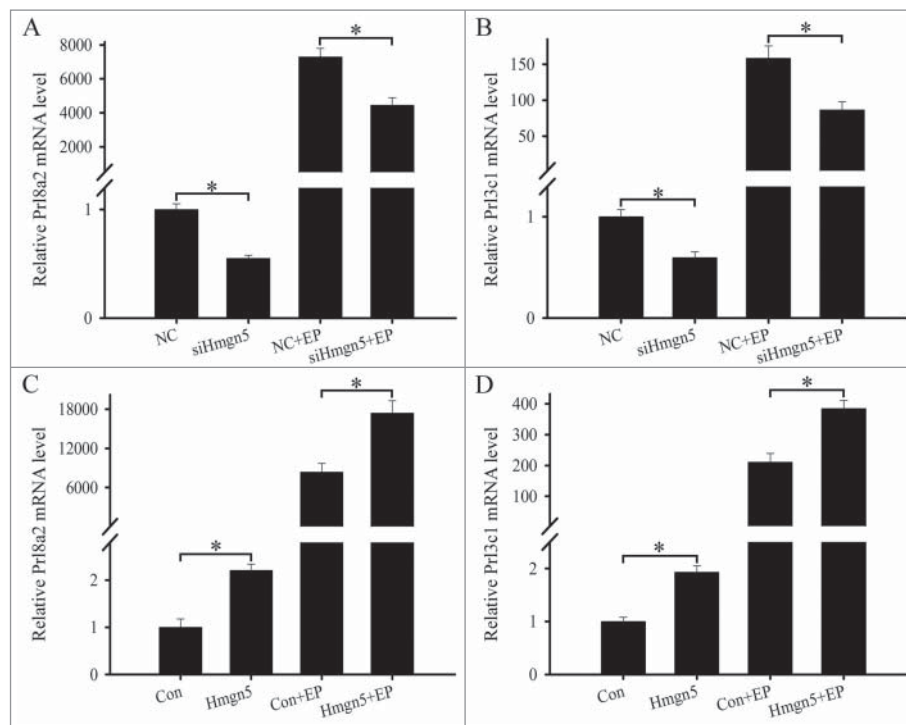 A
Relative Prl8a2 mRNA level
8000
6000
4000
2000
1
0
*
*
NC
siHmgn5
NC+EP
siHmgn5+EP
B
Relative Prl3c1 mRNA level
150
100
50
1
0
*
*
NC
siHmgn5
NC+EP
siHmgn5+EP
C
Relative Prl8a2 mRNA level
18000
12000
6000
2
1
0
*
*
Con
Hmgn5
Con+EP
Hmgn5+EP
D
Relative Prl3c1 mRNA level
400
300
200
100
2
1
0
*
*
Con
Hmgn5
Con+EP
Hmgn5+EP